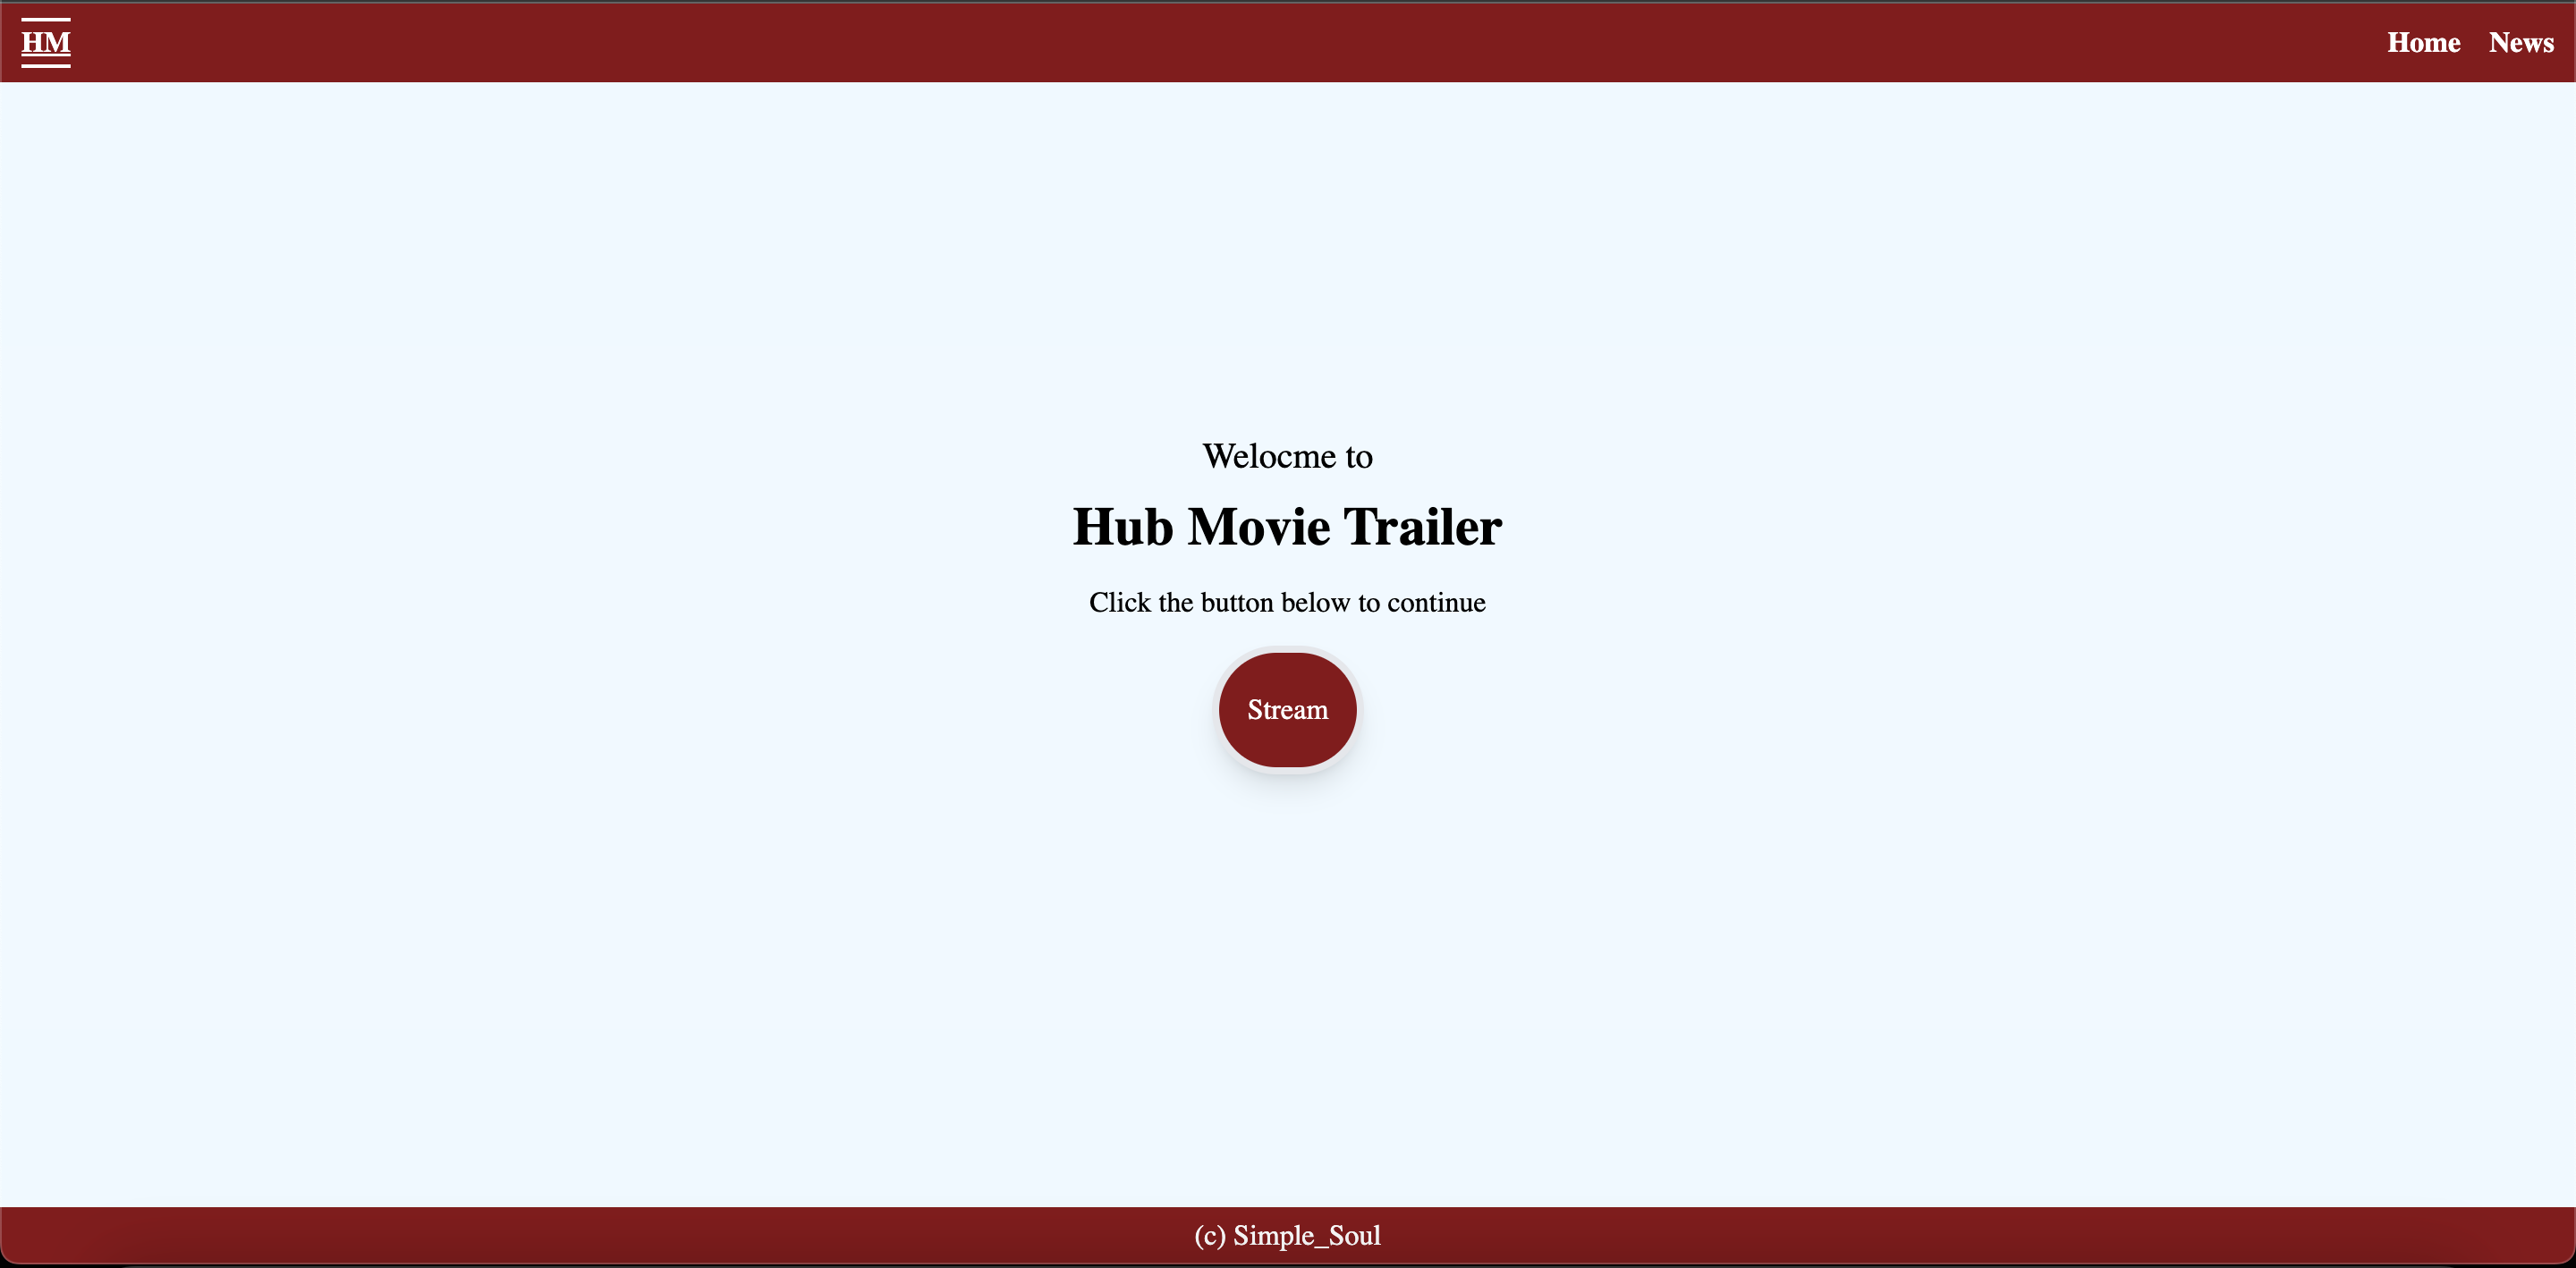 HM
Home News
Welocme to
Hub Movie Trailer
Click the button below to continue
Stream
(c) Simple_Soul